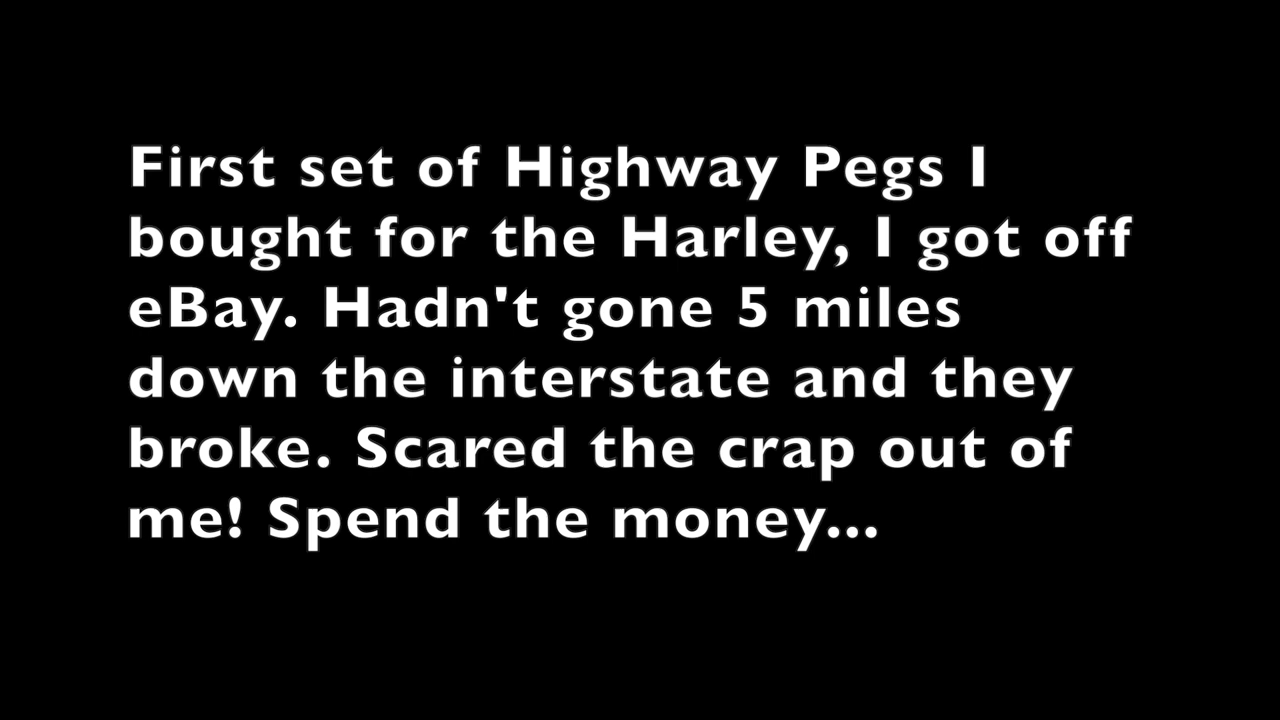 First set of Highway Pegs I
bought for the Harley, I got off
eBay. Hadn't gone 5 miles
down the interstate and they
broke. Scared the crap out of
me! Spend the money...